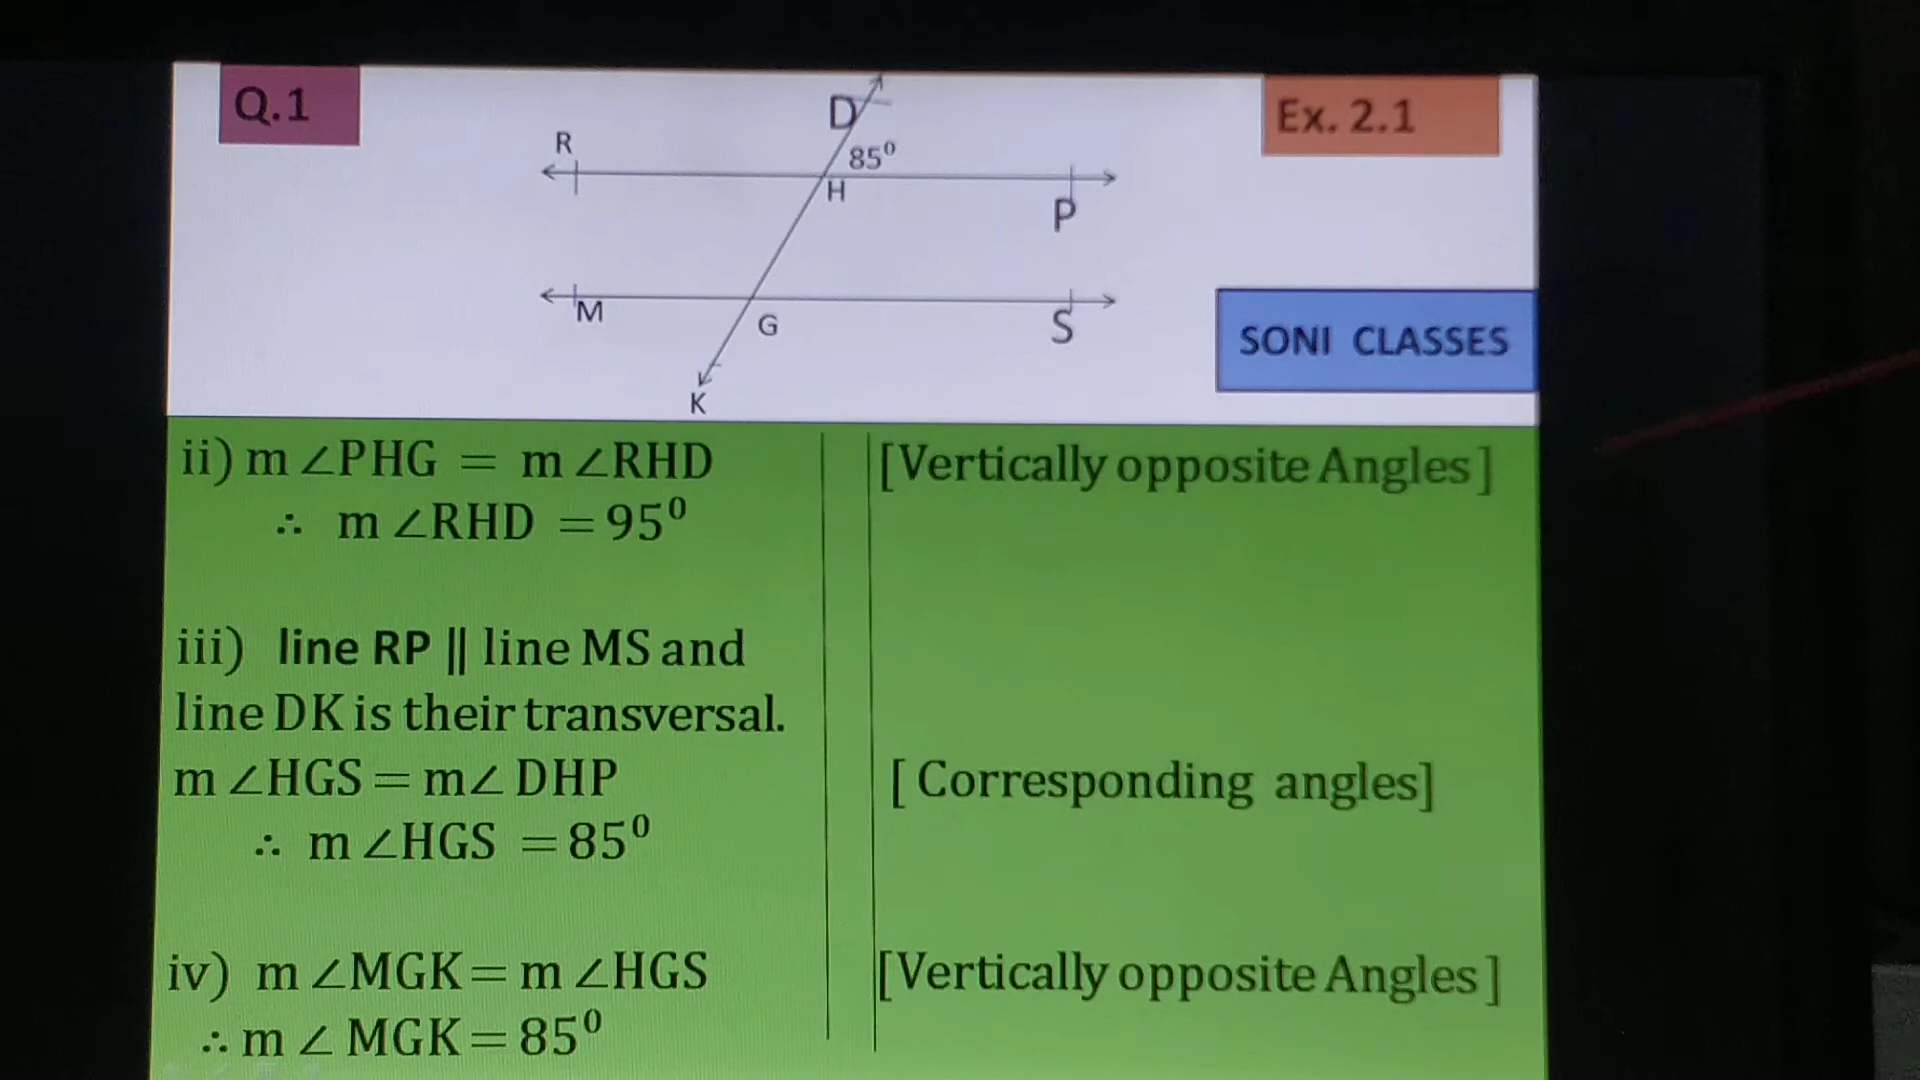 Q.1
Ex. 2.1
D
R
85⁰
H
P
M
G
S
SONI CLASSES
K
ii) m ∠PHG = m ∠RHD [Vertically opposite Angles]
∴ m ∠RHD = 95⁰
iii) line RP || line MS and
line DK is their transversal.
m ∠HGS = m∠ DHP [ Corresponding angles]
∴ m ∠HGS = 85⁰
iv) m ∠MGK = m ∠HGS [Vertically opposite Angles ]
∴ m ∠ MGK = 85⁰